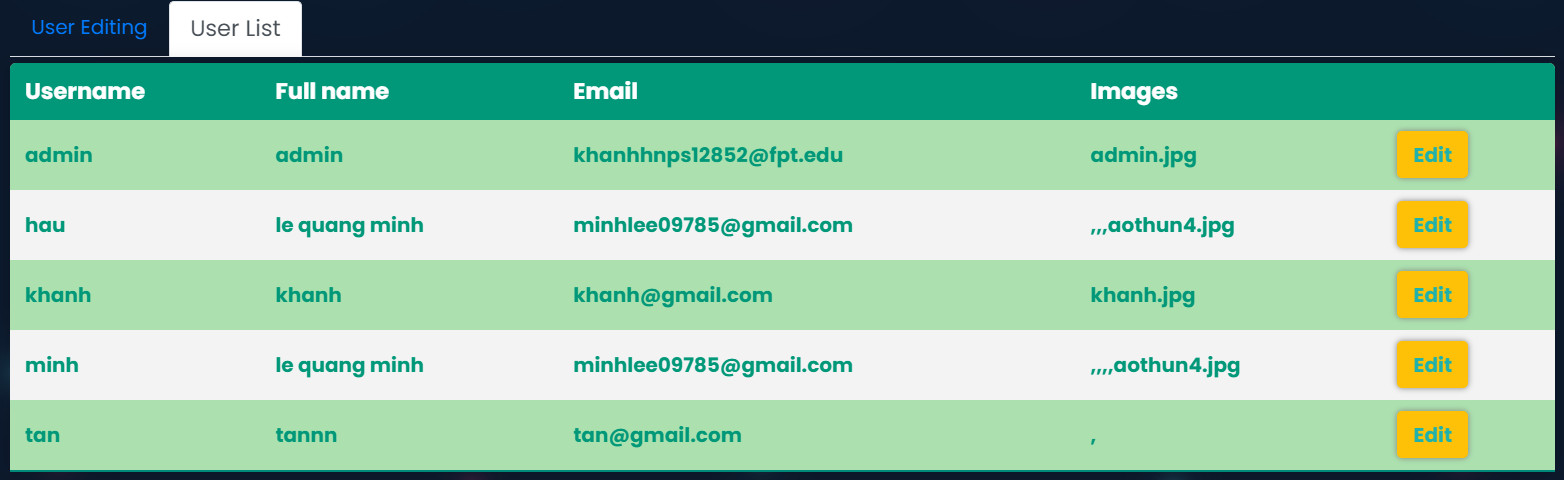 User Editing User List
Username Full name Email Images
admin admin khanhhnps12852@fpt.edu admin.jpg Edit
hau le quang minh minhlee09785@gmail.com ,,,aothun4.jpg Edit
khanh khanh khanh@gmail.com khanh.jpg Edit
minh le quang minh minhlee09785@gmail.com ,,,,aothun4.jpg Edit
tan tannn tan@gmail.com , Edit